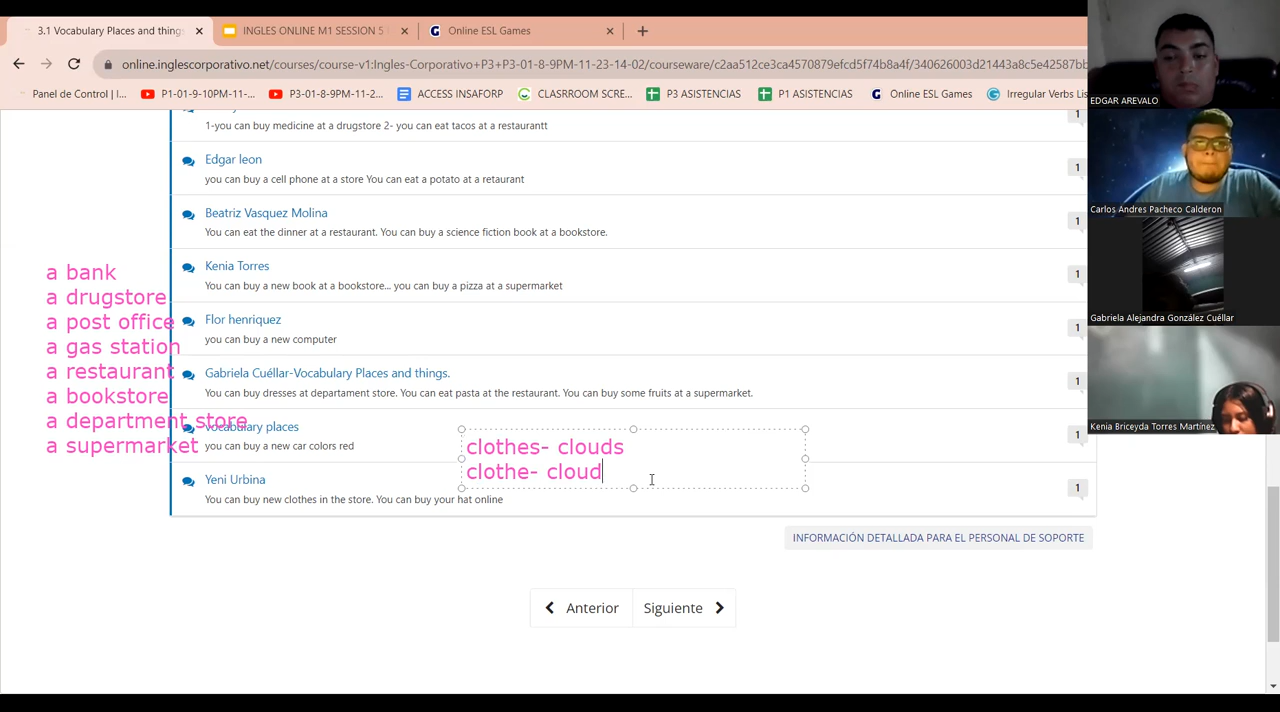 3.1 Vocabulary Places and things
INGLES ONLINE M1 SESSION 5
Online ESL Games
online.inglescorporativo.net/courses/course-v1:Ingles-Corporativo+P3+P3-01-8-9PM-11-23-14-02/courseware/c2aa512ce3ca4570879efcd5f74b8a4f/340626003d21443a8c5e42587bb
Panel de Control | I...
P1-01-9-10PM-11-...
P3-01-8-9PM-11-2...
ACCESS INSAFORP
CLASRROOM SCRE...
P3 ASISTENCIAS
P1 ASISTENCIAS
Online ESL Games
Irregular Verbs Lis
1-you can buy medicine at a drugstore 2- you can eat tacos at a restaurantt
1
Edgar leon
you can buy a cell phone at a store You can eat a potato at a retaurant
1
Beatriz Vasquez Molina
You can eat the dinner at a restaurant. You can buy a science fiction book at a bookstore.
1
Kenia Torres
You can buy a new book at a bookstore... you can buy a pizza at a supermarket
1
Flor henriquez
you can buy a new computer
1
Gabriela Cuéllar-Vocabulary Places and things.
You can buy dresses at departament store. You can eat pasta at the restaurant. You can buy some fruits at a supermarket.
1
Vocabulary places
you can buy a new car colors red
1
Yeni Urbina
You can buy new clothes in the store. You can buy your hat online
1
a bank
a drugstore
a post office
a gas station
a restaurant
a bookstore
a department store
a supermarket
clothes- clouds
clothe- cloud
INFORMACIÓN DETALLADA PARA EL PERSONAL DE SOPORTE
Anterior
Siguiente
EDGAR AREVALO
Carlos Andres Pacheco Calderon
Gabriela Alejandra González Cuéllar
Kenia Briceyda Torres Martínez